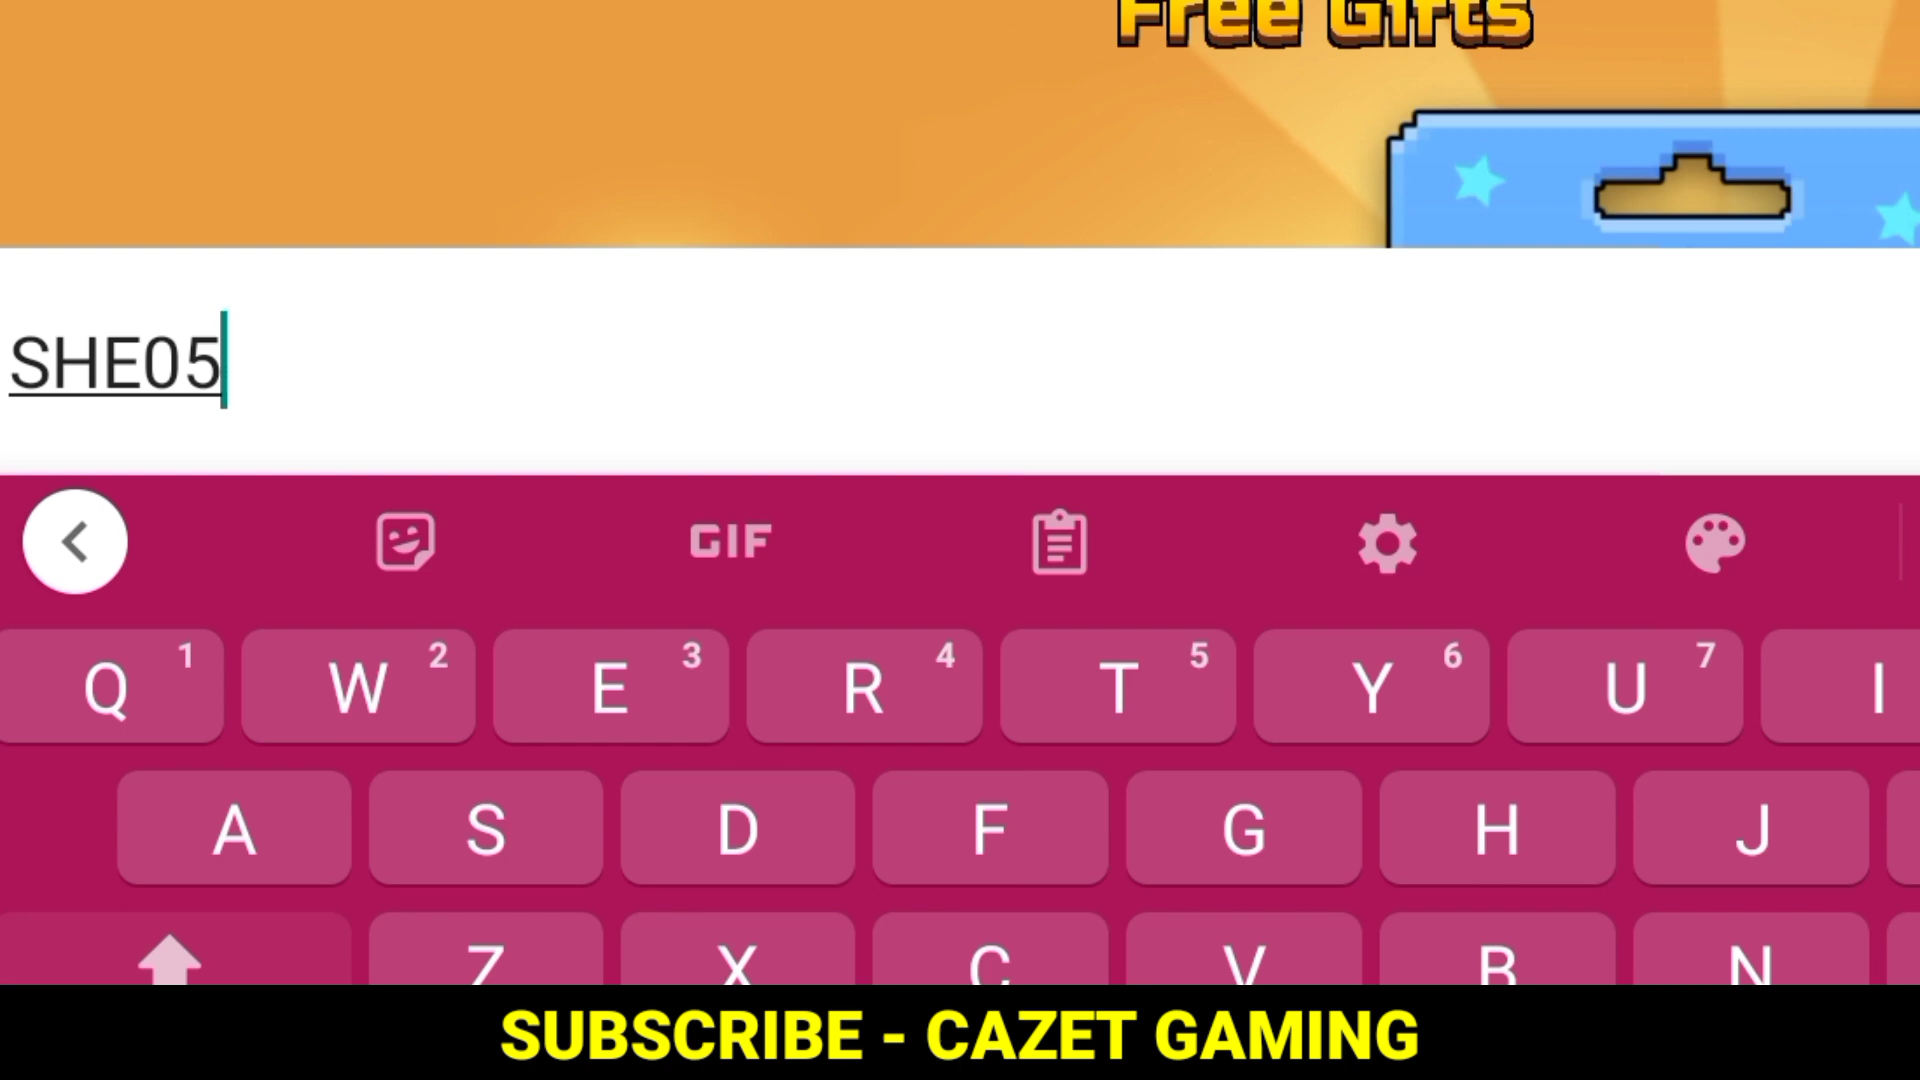 Free Gifts
SHE05
GIF
Q 1 W 2 E 3 R 4 T 5 Y 6 U 7 I
A S D F G H J
Z X C V B N
SUBSCRIBE - CAZET GAMING